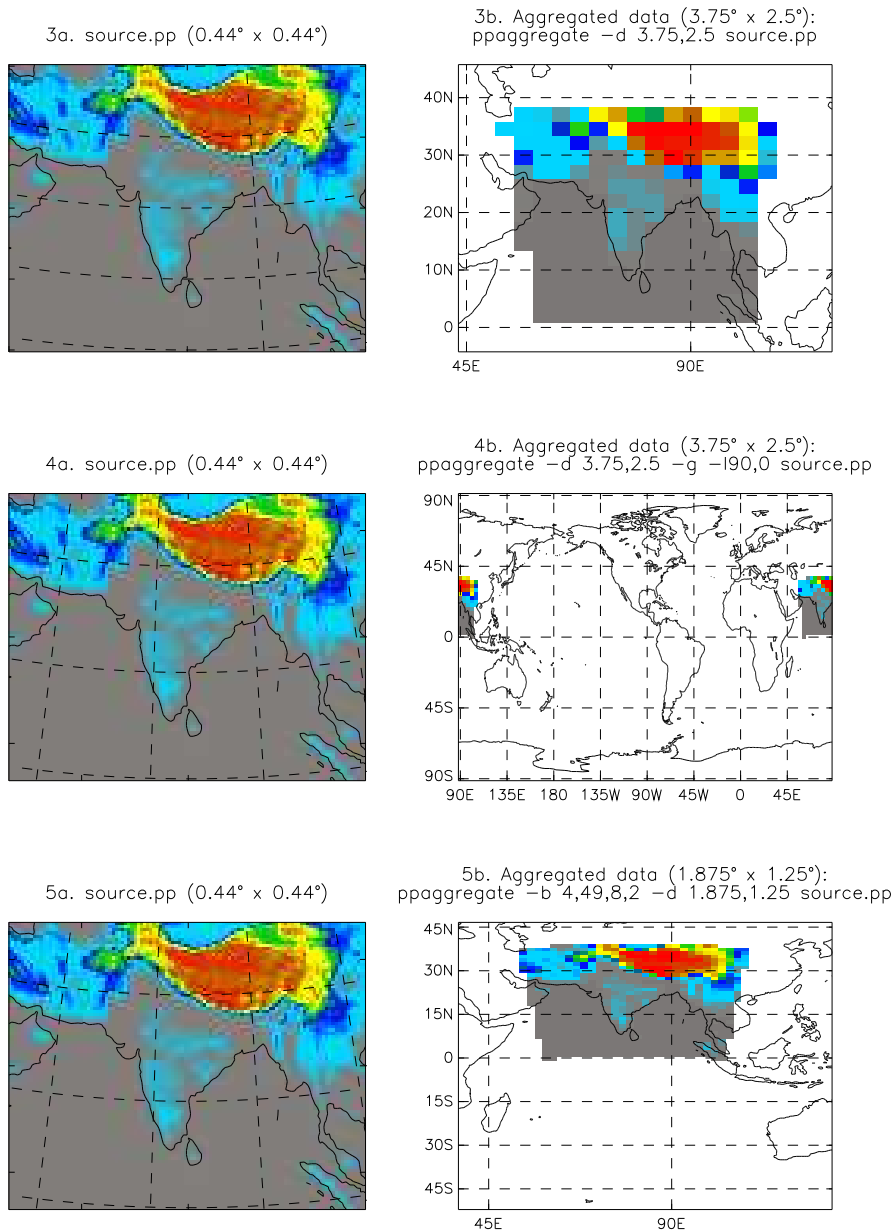 3a. source.pp (0.44° x 0.44°)
3b. Aggregated data (3.75° x 2.5°):
ppaggregate -d 3.75,2.5 source.pp
40N
30N
20N
10N
0
45E
90E
4a. source.pp (0.44° x 0.44°)
4b. Aggregated data (3.75° x 2.5°):
ppaggregate -d 3.75,2.5 -g -l90,0 source.pp
90N
45N
0
45S
90S
90E 135E 180 135W 90W 45W 0 45E
5a. source.pp (0.44° x 0.44°)
5b. Aggregated data (1.875° x 1.25°):
ppaggregate -b 4,49,8,2 -d 1.875,1.25 source.pp
45N
30N
15N
0
15S
30S
45S
45E
90E